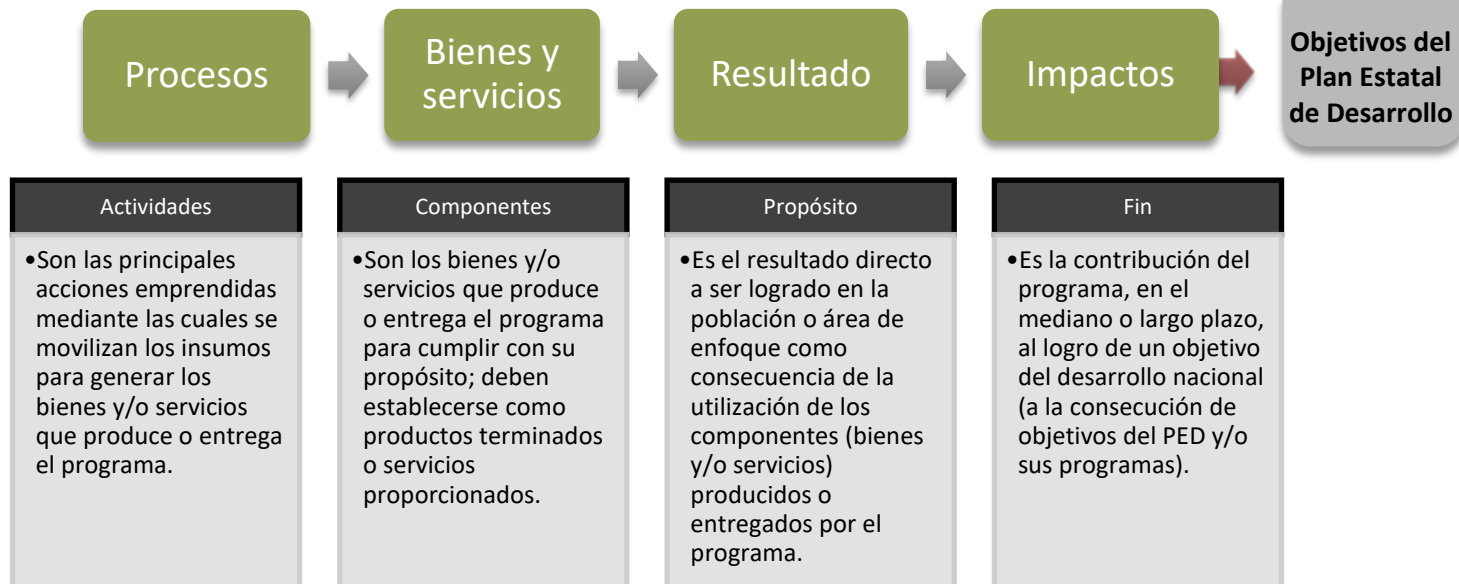 Procesos
Bienes y
servicios
Resultado
Impactos
Objetivos del
Plan Estatal
de Desarrollo
Actividades
•Son las principales
acciones emprendidas
mediante las cuales se
movilizan los insumos
para generar los
bienes y/o servicios
que produce o entrega
el programa.
Componentes
•Son los bienes y/o
servicios que produce
o entrega el programa
para cumplir con su
propósito; deben
establecerse como
productos terminados
o servicios
proporcionados.
Propósito
•Es el resultado directo
a ser logrado en la
población o área de
enfoque como
consecuencia de la
utilización de los
componentes (bienes
y/o servicios)
producidos o
entregados por el
programa.
Fin
•Es la contribución del
programa, en el
mediano o largo plazo,
al logro de un objetivo
del desarrollo nacional
(a la consecución de
objetivos del PED y/o
sus programas).